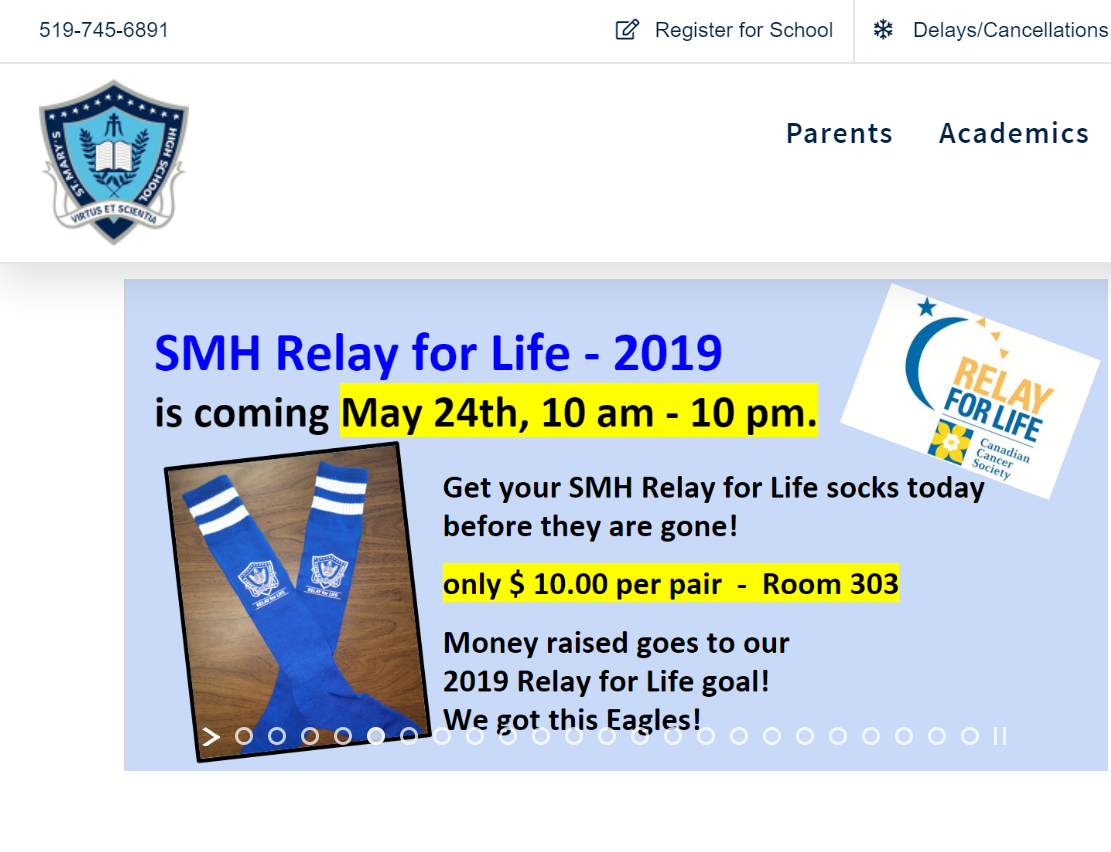 519-745-6891
Register for School
Delays/Cancellations
ST. MARY'S HIGH SCHOOL
VIRTUS ET SCIENTIA
Parents
Academics
SMH Relay for Life - 2019
is coming May 24th, 10 am - 10 pm.
RELAY
FOR LIFE
Canadian
Cancer
Society
Get your SMH Relay for Life socks today
before they are gone!
only $ 10.00 per pair - Room 303
Money raised goes to our
2019 Relay for Life goal!
We got this Eagles!
RELAY for LIFE
RELAY for LIFE